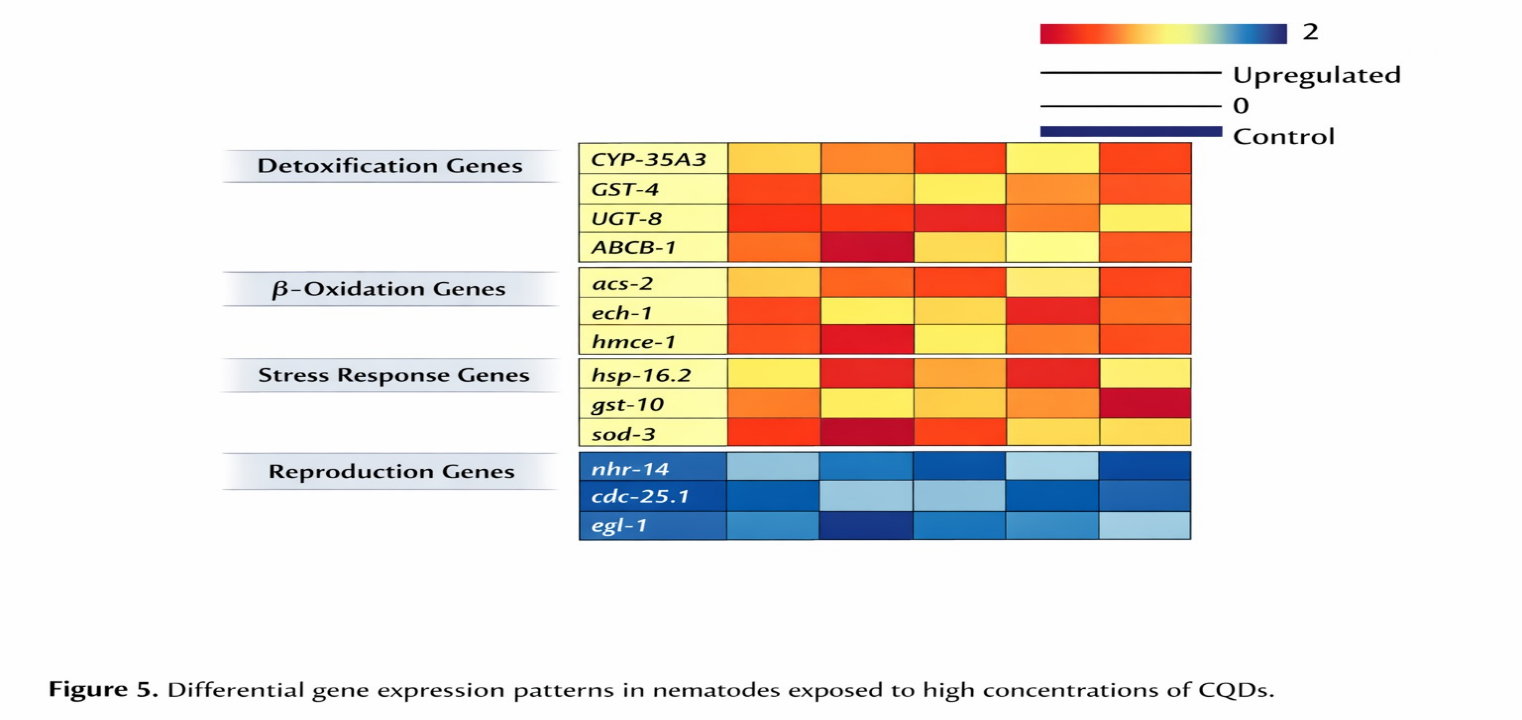 2
Upregulated
0
Control
Detoxification Genes
CYP-35A3
GST-4
UGT-8
ABCB-1
β-Oxidation Genes
acs-2
ech-1
hmce-1
Stress Response Genes
hsp-16.2
gst-10
sod-3
Reproduction Genes
nhr-14
cdc-25.1
egl-1
Figure 5. Differential gene expression patterns in nematodes exposed to high concentrations of CQDs.